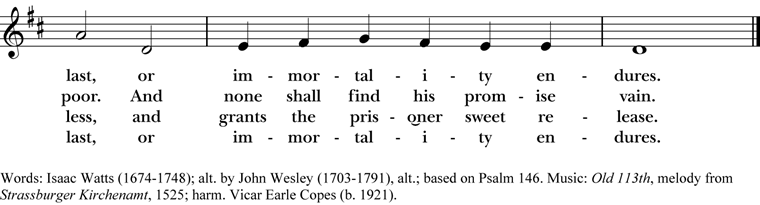 last, or im - mor - tal - i - ty en - dures.
poor. And none shall find his prom - ise vain.
less, and grants the pris - oner sweet re - lease.
last, or im - mor - tal - i - ty en - dures.
Words: Isaac Watts (1674-1748); alt. by John Wesley (1703-1791), alt.; based on Psalm 146. Music: Old 113th, melody from
Strassburger Kirchenamt, 1525; harm. Vicar Earle Copes (b. 1921).